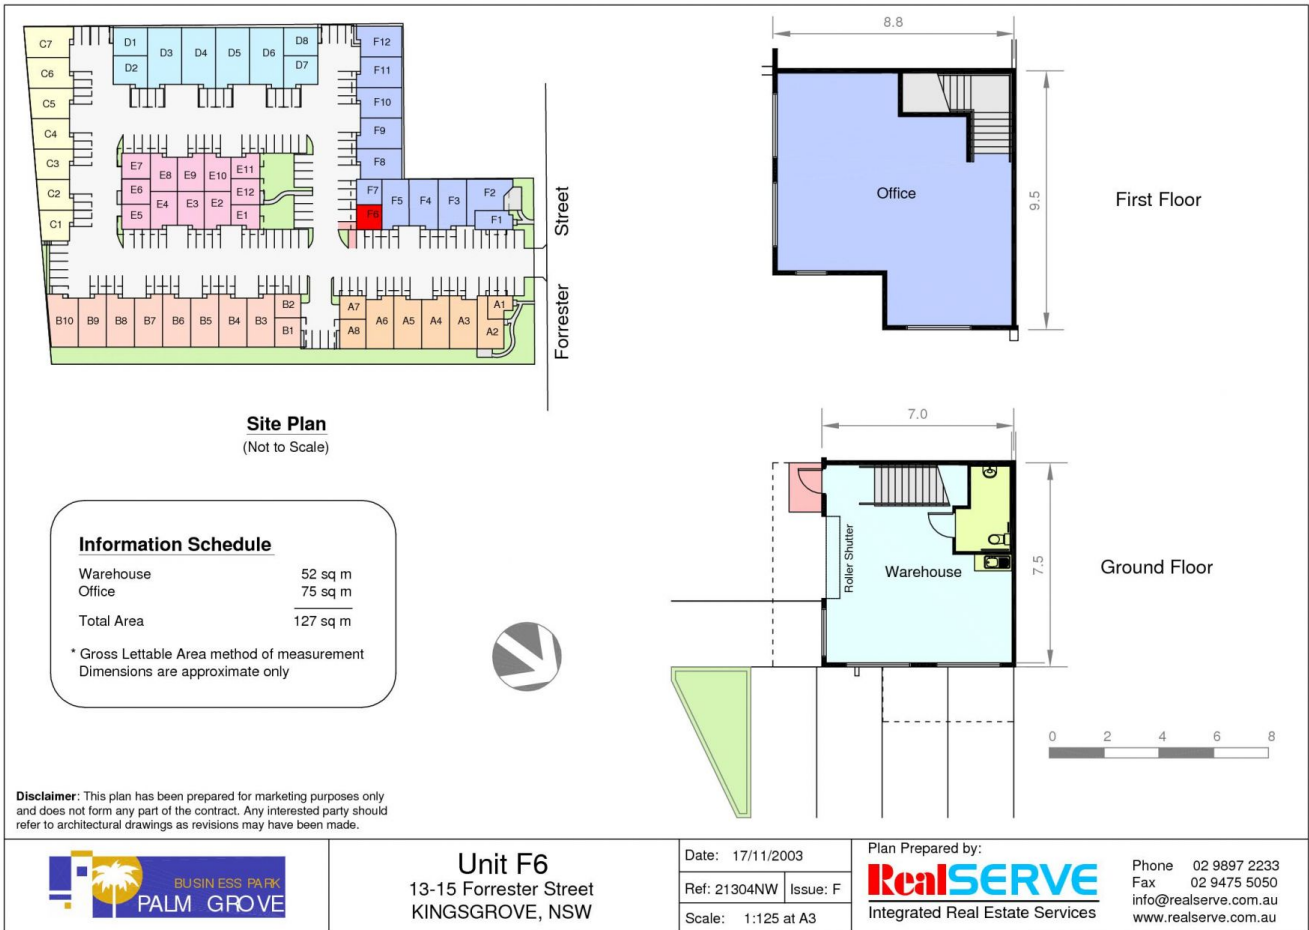 C7
C6
C5
C4
C3
C2
C1
D1
D2
D3
D4
D5
D6
D8
D7
F12
F11
F10
F9
F8
F7
F6
F5
F4
F3
F2
F1
E7
E6
E5
E8
E4
E9
E3
E10
E2
E11
E12
E1
B10
B9
B8
B7
B6
B5
B4
B3
B2
B1
A7
A8
A6
A5
A4
A3
A1
A2
Forrester Street
Site Plan
(Not to Scale)
8.8
9.5
Office
First Floor
7.0
7.5
Roller Shutter
Warehouse
Ground Floor
0 2 4 6 8
Information Schedule
Warehouse 52 sq m
Office 75 sq m
Total Area 127 sq m
* Gross Lettable Area method of measurement
Dimensions are approximate only
Disclaimer: This plan has been prepared for marketing purposes only
and does not form any part of the contract. Any interested party should
refer to architectural drawings as revisions may have been made.
BUSINESS PARK
PALM GROVE
Unit F6
13-15 Forrester Street
KINGSGROVE, NSW
Date: 17/11/2003
Ref: 21304NW Issue: F
Scale: 1:125 at A3
Plan Prepared by:
RealSERVE
Integrated Real Estate Services
Phone 02 9897 2233
Fax 02 9475 5050
info@realserve.com.au
www.realserve.com.au